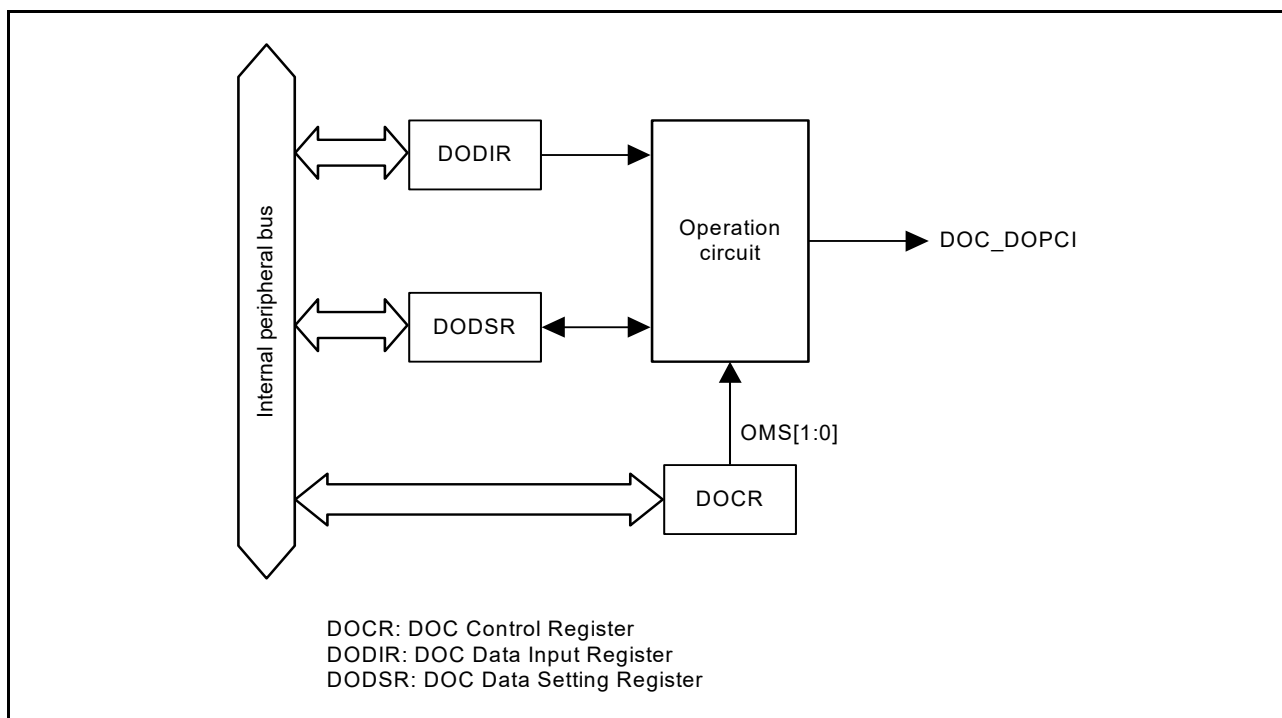 Internal peripheral bus
DODIR
Operation
circuit
DOC_DOPCI
DODSR
OMS[1:0]
DOCR
DOCR: DOC Control Register
DODIR: DOC Data Input Register
DODSR: DOC Data Setting Register